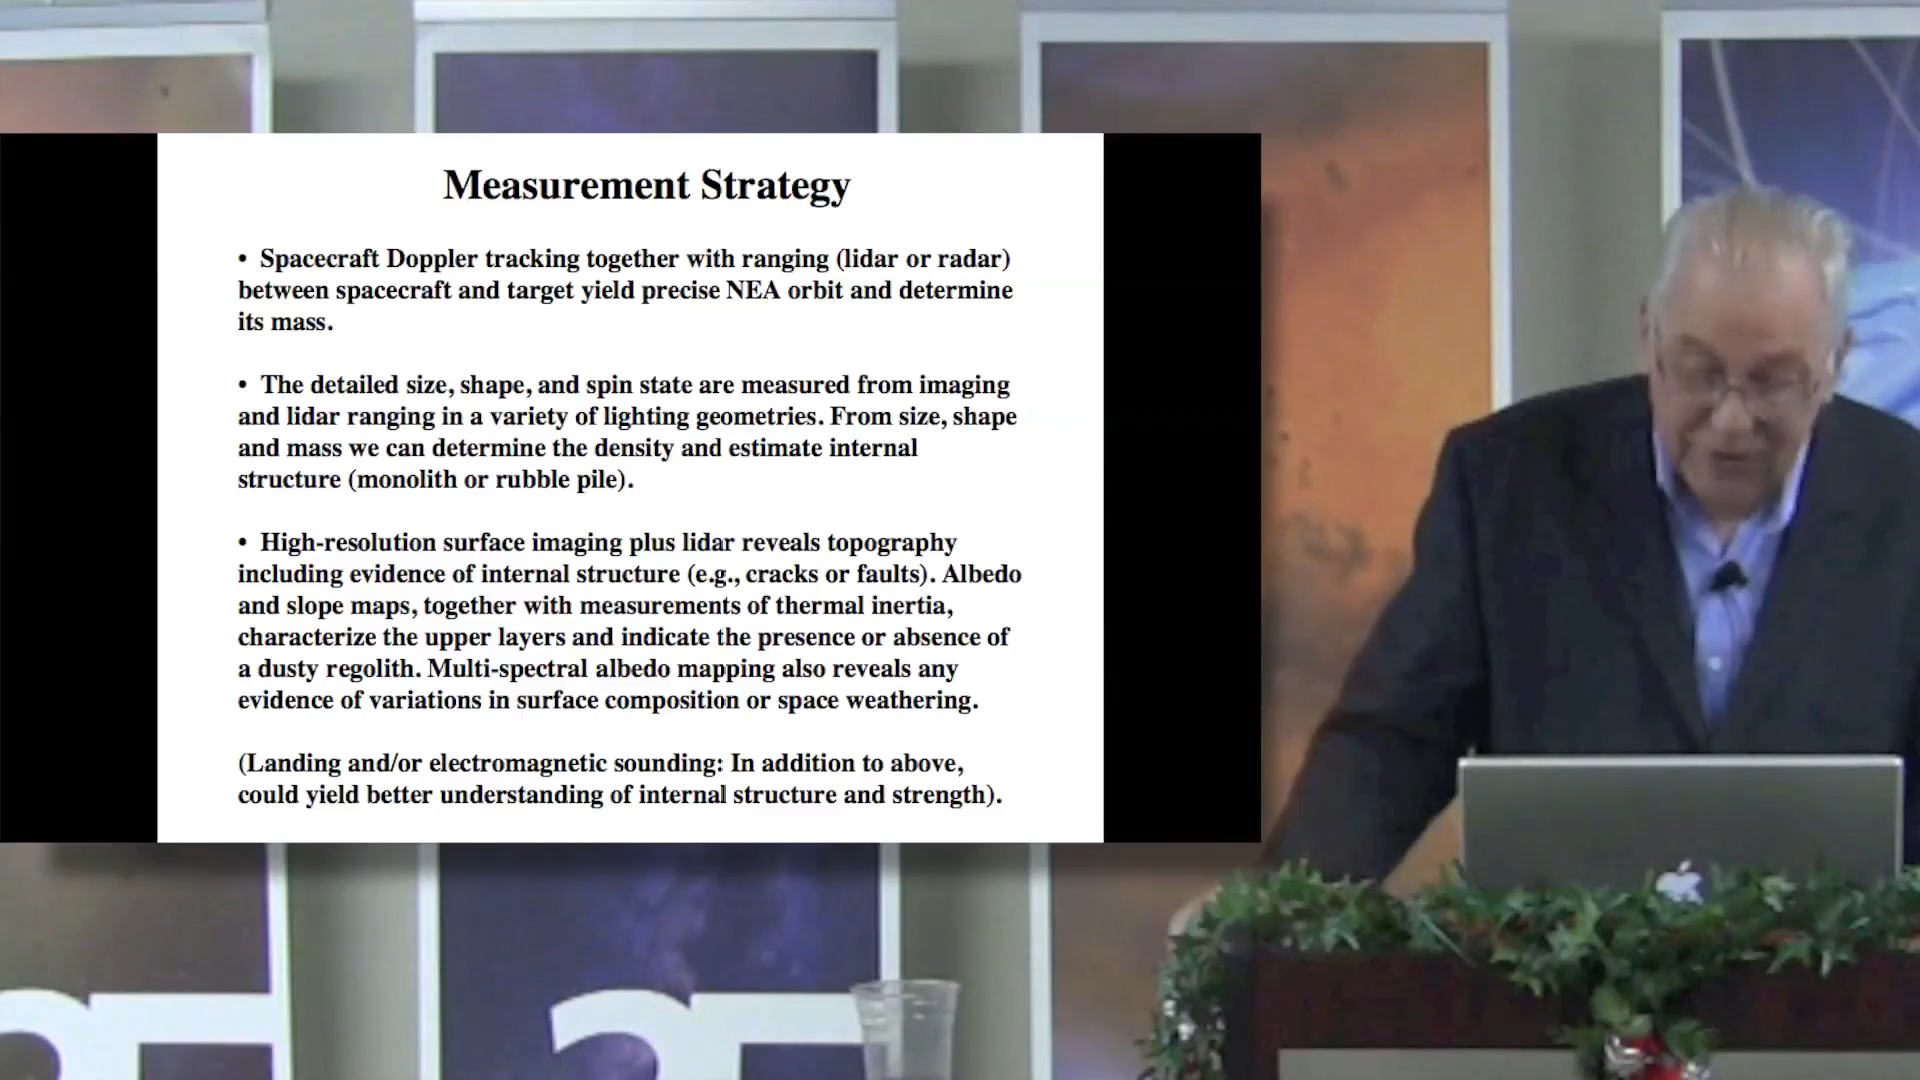 Measurement Strategy
• Spacecraft Doppler tracking together with ranging (lidar or radar)
between spacecraft and target yield precise NEA orbit and determine
its mass.
• The detailed size, shape, and spin state are measured from imaging
and lidar ranging in a variety of lighting geometries. From size, shape
and mass we can determine the density and estimate internal
structure (monolith or rubble pile).
• High-resolution surface imaging plus lidar reveals topography
including evidence of internal structure (e.g., cracks or faults). Albedo
and slope maps, together with measurements of thermal inertia,
characterize the upper layers and indicate the presence or absence of
a dusty regolith. Multi-spectral albedo mapping also reveals any
evidence of variations in surface composition or space weathering.
(Landing and/or electromagnetic sounding: In addition to above,
could yield better understanding of internal structure and strength).